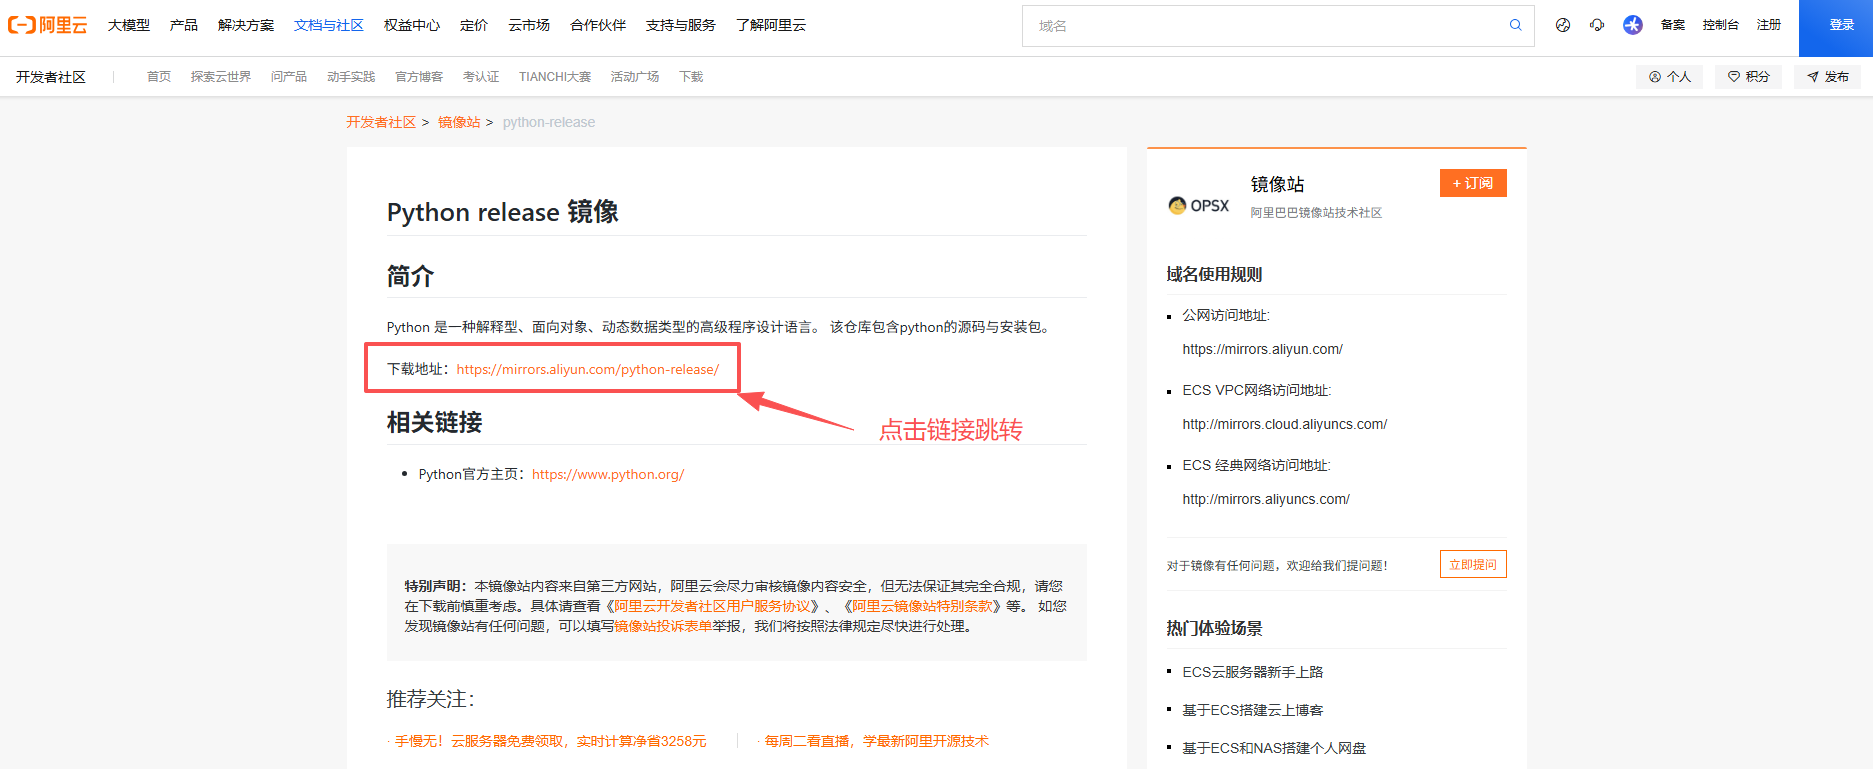 阿里云 大模型 产品 解决方案 文档与社区 权益中心 定价 云市场 合作伙伴 支持与服务 了解阿里云 域名 备案 控制台 注册 登录
开发者社区 首页 探索云世界 问产品 动手实践 官方博客 考认证 TIANCHI大赛 活动广场 下载 个人 积分 发布
开发者社区 > 镜像站 > python-release
Python release 镜像
简介
Python 是一种解释型、面向对象、动态数据类型的高级程序设计语言。 该仓库包含python的源码与安装包。
下载地址：https://mirrors.aliyun.com/python-release/
点击链接跳转
相关链接
• Python官方主页：https://www.python.org/
特别声明：本镜像站内容来自第三方网站，阿里云会尽力审核镜像内容安全，但无法保证其完全合规，请您
在下载前慎重考虑。具体请查看《阿里云开发者社区用户服务协议》、《阿里云镜像站特别条款》等。 如您
发现镜像站有任何问题，可以填写镜像站投诉表单举报，我们将按照法律规定尽快进行处理。
推荐关注：
· 手慢无！云服务器免费领取，实时计算净省3258元
· 每周二看直播，学最新阿里开源技术
OPSX
镜像站
+ 订阅
阿里巴巴镜像站技术社区
域名使用规则
公网访问地址:
https://mirrors.aliyun.com/
ECS VPC网络访问地址:
http://mirrors.cloud.aliyuncs.com/
ECS 经典网络访问地址:
http://mirrors.aliyuncs.com/
对于镜像有任何问题，欢迎给我们提问题！ 立即提问
热门体验场景
ECS云服务器新手上路
基于ECS搭建云上博客
基于ECS和NAS搭建个人网盘